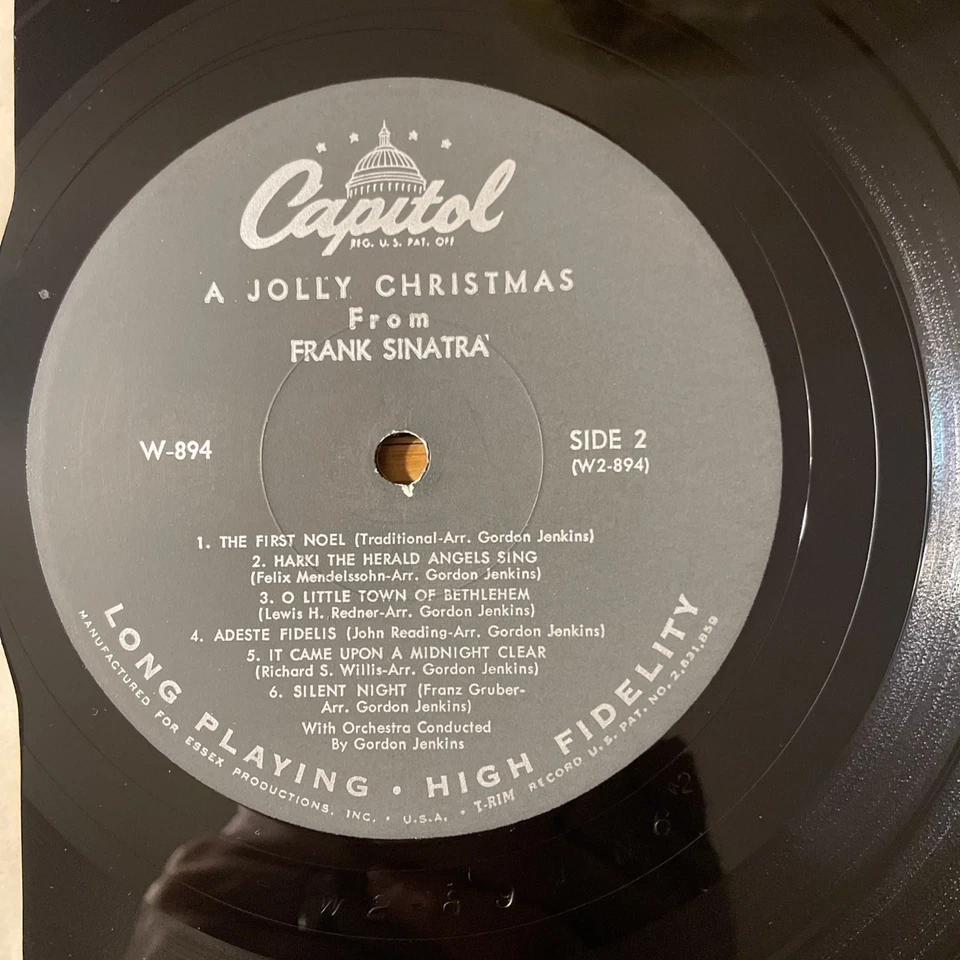 Capitol
REG. U.S. PAT. OFF
A JOLLY CHRISTMAS
From
FRANK SINATRA
W-894
SIDE 2
(W2-894)
1. THE FIRST NOEL (Traditional-Arr. Gordon Jenkins)
2. HARK! THE HERALD ANGELS SING
(Felix Mendelssohn-Arr. Gordon Jenkins)
3. O LITTLE TOWN OF BETHLEHEM
(Lewis H. Redner-Arr. Gordon Jenkins)
4. ADESTE FIDELIS (John Reading-Arr. Gordon Jenkins)
5. IT CAME UPON A MIDNIGHT CLEAR
(Richard S. Willis-Arr. Gordon Jenkins)
6. SILENT NIGHT (Franz Gruber-
Arr. Gordon Jenkins)
With Orchestra Conducted
By Gordon Jenkins
LONG PLAYING • HIGH FIDELITY
MANUFACTURED FOR ESSEX PRODUCTIONS, INC. • U.S.A. • T-RIM RECORD U.S. PAT. NO. 2,831,859